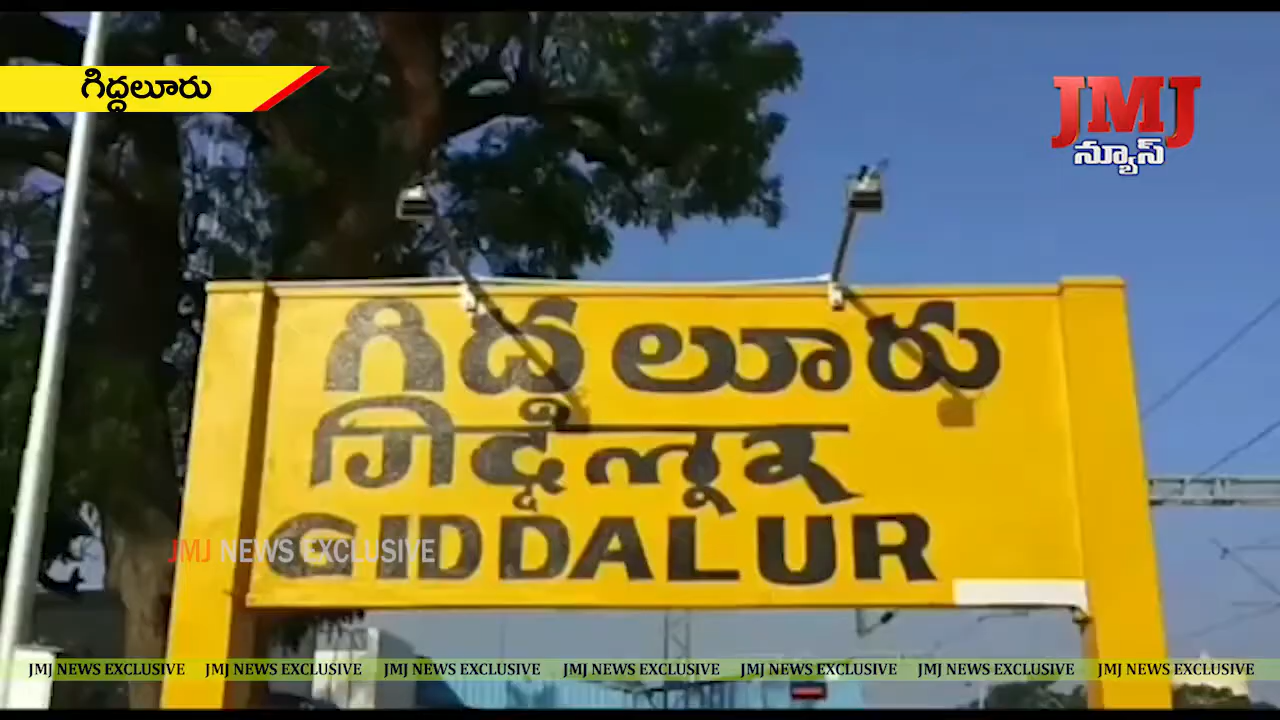 గిద్దలూరు
JMJ
న్యూస్
గిద్దలూరు
गिद्दलूरु
GIDDALUR
JMJ NEWS EXCLUSIVE
JMJ NEWS EXCLUSIVE JMJ NEWS EXCLUSIVE JMJ NEWS EXCLUSIVE JMJ NEWS EXCLUSIVE JMJ NEWS EXCLUSIVE JMJ NEWS EXCLUSIVE JMJ NEWS EXCLUSIVE